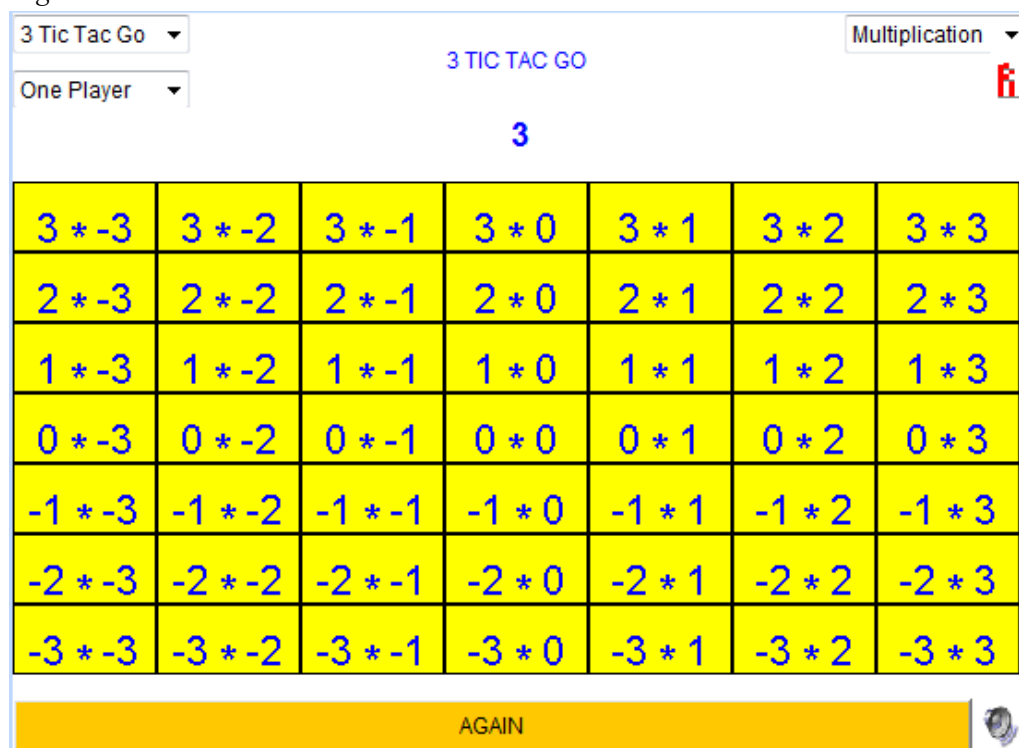 3 Tic Tac Go
Multiplication
3 TIC TAC GO
One Player
3
3 * -3 3 * -2 3 * -1 3 * 0 3 * 1 3 * 2 3 * 3
2 * -3 2 * -2 2 * -1 2 * 0 2 * 1 2 * 2 2 * 3
1 * -3 1 * -2 1 * -1 1 * 0 1 * 1 1 * 2 1 * 3
0 * -3 0 * -2 0 * -1 0 * 0 0 * 1 0 * 2 0 * 3
-1 * -3 -1 * -2 -1 * -1 -1 * 0 -1 * 1 -1 * 2 -1 * 3
-2 * -3 -2 * -2 -2 * -1 -2 * 0 -2 * 1 -2 * 2 -2 * 3
-3 * -3 -3 * -2 -3 * -1 -3 * 0 -3 * 1 -3 * 2 -3 * 3
AGAIN